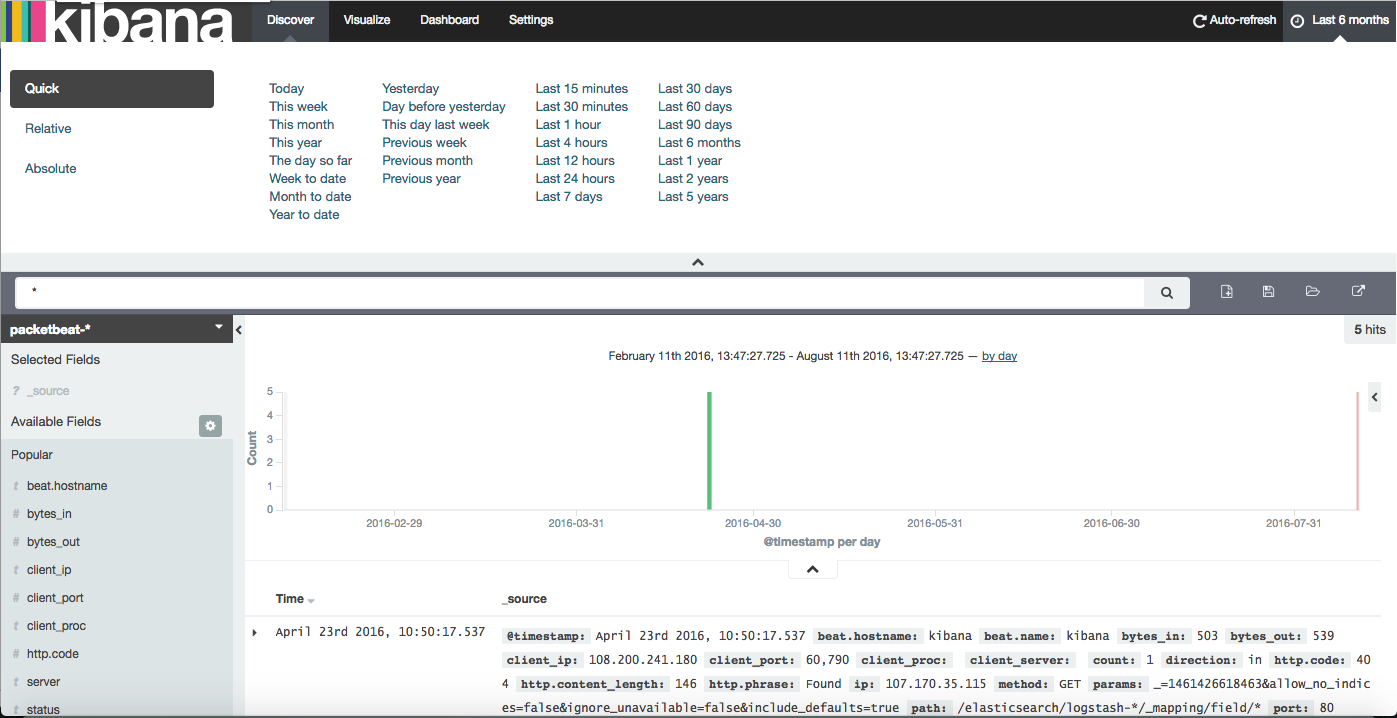 kibana Discover Visualize Dashboard Settings Auto-refresh Last 6 months
Quick
Relative
Absolute
Today
This week
This month
This year
The day so far
Week to date
Month to date
Year to date
Yesterday
Day before yesterday
This day last week
Previous week
Previous month
Previous year
Last 15 minutes
Last 30 minutes
Last 1 hour
Last 4 hours
Last 12 hours
Last 24 hours
Last 7 days
Last 30 days
Last 60 days
Last 90 days
Last 6 months
Last 1 year
Last 2 years
Last 5 years
*
packetbeat-*
Selected Fields
? _source
Available Fields
Popular
t beat.hostname
# bytes_in
# bytes_out
t client_ip
# client_port
t client_proc
# http.code
t server
t status
5 hits
February 11th 2016, 13:47:27.725 - August 11th 2016, 13:47:27.725 — by day
Count
5
4
3
2
1
0
2016-02-29 2016-03-31 2016-04-30 2016-05-31 2016-06-30 2016-07-31
@timestamp per day
Time _source
April 23rd 2016, 10:50:17.537
@timestamp: April 23rd 2016, 10:50:17.537 beat.hostname: kibana beat.name: kibana bytes_in: 503 bytes_out: 539
client_ip: 108.200.241.180 client_port: 60,790 client_proc: client_server: count: 1 direction: in http.code: 40
4 http.content_length: 146 http.phrase: Found ip: 107.170.35.115 method: GET params: _=1461426618463&allow_no_indic
es=false&ignore_unavailable=false&include_defaults=true path: /elasticsearch/logstash-*/_mapping/field/* port: 80